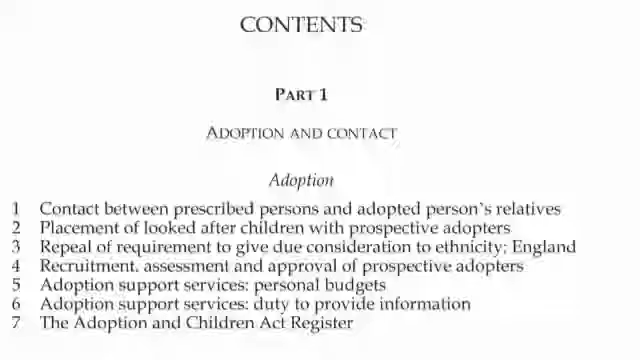 CONTENTS
PART 1
ADOPTION AND CONTACT
Adoption
1 Contact between prescribed persons and adopted person's relatives
2 Placement of looked after children with prospective adopters
3 Repeal of requirement to give due consideration to ethnicity; England
4 Recruitment, assessment and approval of prospective adopters
5 Adoption support services: personal budgets
6 Adoption support services: duty to provide information
7 The Adoption and Children Act Register